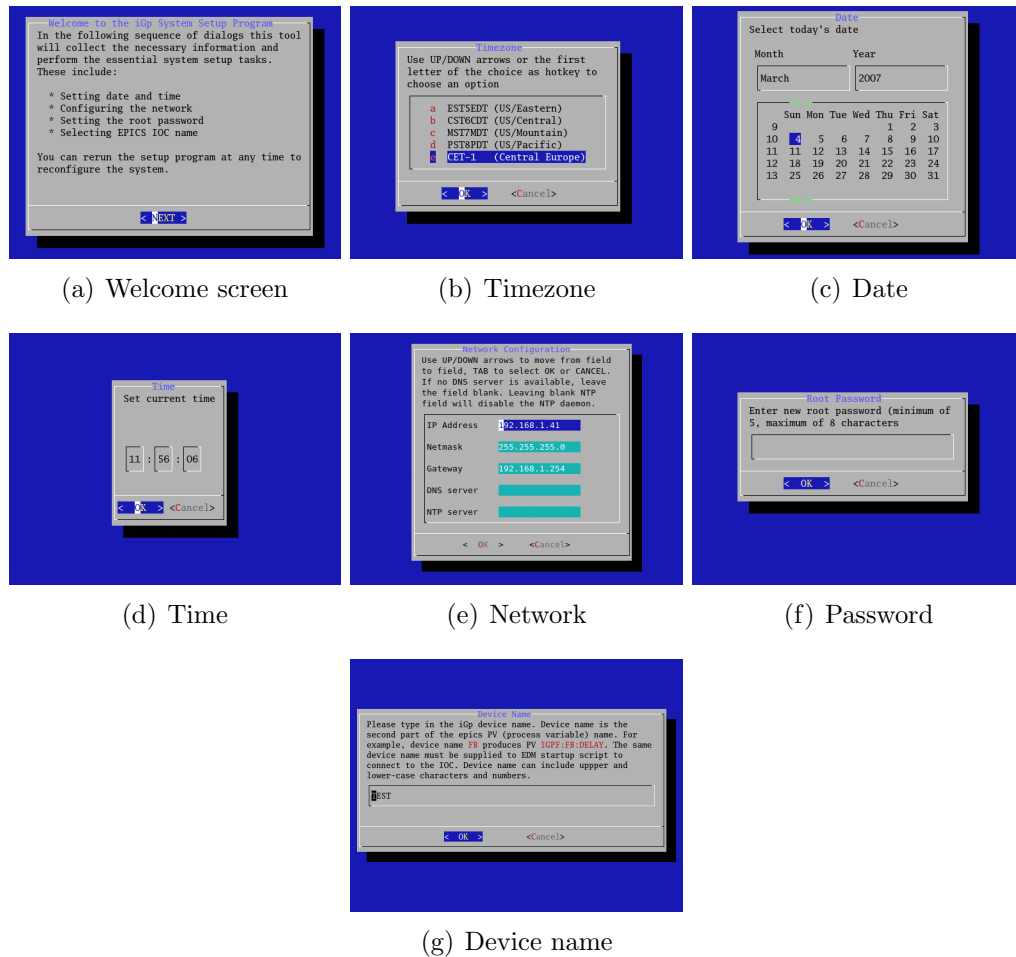 Welcome to the iGp System Setup Program
In the following sequence of dialogs this tool
will collect the necessary information and
perform the essential system setup tasks.
These include:
* Setting date and time
* Configuring the network
* Setting the root password
* Selecting EPICS IOC name
You can rerun the setup program at any time to
reconfigure the system.
< NEXT >
(a) Welcome screen
Timezone
Use UP/DOWN arrows or the first
letter of the choice as hotkey to
choose an option
a EST5EDT (US/Eastern)
b CST6CDT (US/Central)
c MST7MDT (US/Mountain)
d PST8PDT (US/Pacific)
e CET-1 (Central Europe)
< OK > <Cancel>
(b) Timezone
Date
Select today's date
Month Year
March 2007
Sun Mon Tue Wed Thu Fri Sat
9 1 2 3
10 4 5 6 7 8 9 10
11 11 12 13 14 15 16 17
12 18 19 20 21 22 23 24
13 25 26 27 28 29 30 31
< OK > <Cancel>
(c) Date
Time
Set current time
11 : 56 : 06
< OK > <Cancel>
(d) Time
Network Configuration
Use UP/DOWN arrows to move from field
to field, TAB to select OK or CANCEL.
If no DNS server is available, leave
the field blank. Leaving blank NTP
field will disable the NTP daemon.
IP Address 192.168.1.41
Netmask 255.255.255.0
Gateway 192.168.1.254
DNS server
NTP server
< OK > <Cancel>
(e) Network
Root Password
Enter new root password (minimum of
5, maximum of 8 characters
< OK > <Cancel>
(f) Password
Device Name
Please type in the iGp device name. Device name is the
second part of the epics PV (process variable) name. For
example, device name FB produces PV IGPF:FB:DELAY. The same
device name must be supplied to EDM startup script to
connect to the IOC. Device name can include uppper and
lower-case characters and numbers.
TEST
< OK > <Cancel>
(g) Device name